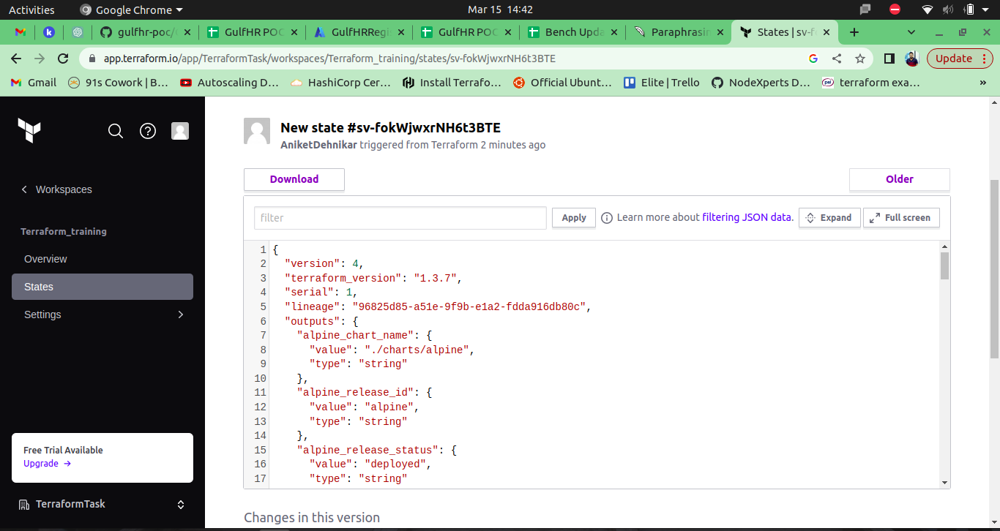 Activities
Google Chrome
Mar 15 14:42
gulfhr-poc/
GulfHR POC
GulfHRRegi
GulfHR POC
Bench Upda
Paraphrasin
States | sv-f
app.terraform.io/app/TerraformTask/workspaces/Terraform_training/states/sv-fokWjwxrNH6t3BTE
Update
Gmail
91s Cowork | B...
Autoscaling D...
HashiCorp Cer...
Install Terrafo...
Official Ubunt...
Elite | Trello
NodeXperts D...
psi
terraform exa...
»
Workspaces
Terraform_training
Overview
States
Settings
Free Trial Available
Upgrade →
TerraformTask
New state #sv-fokWjwxrNH6t3BTE
AniketDehnikar triggered from Terraform 2 minutes ago
Download
Older
filter
Apply
Learn more about filtering JSON data.
Expand
Full screen
1 {
2 "version": 4,
3 "terraform_version": "1.3.7",
4 "serial": 1,
5 "lineage": "96825d85-a51e-9f9b-e1a2-fdda916db80c",
6 "outputs": {
7 "alpine_chart_name": {
8 "value": "./charts/alpine",
9 "type": "string"
10 },
11 "alpine_release_id": {
12 "value": "alpine",
13 "type": "string"
14 },
15 "alpine_release_status": {
16 "value": "deployed",
17 "type": "string"
Changes in this version